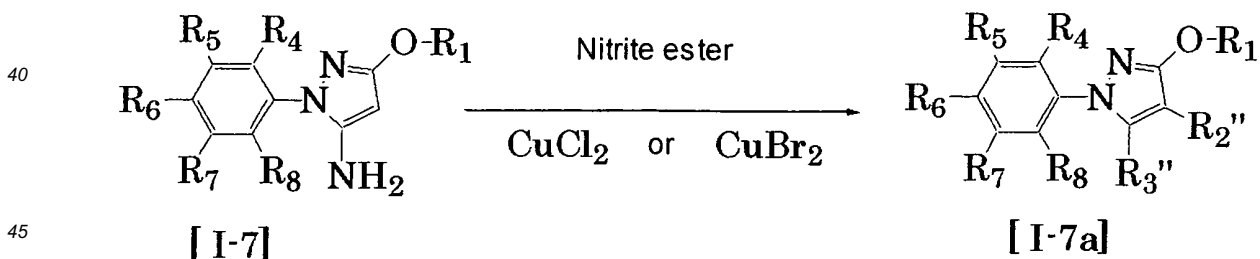 R5 R4 O-R1 Nitrite ester R5 R4 O-R1
40 N N
R6 N R6 N R2"
CuCl2 or CuBr2
R7 R8 NH2 R7 R8 R3"
45 [ I-7] [ I-7a]